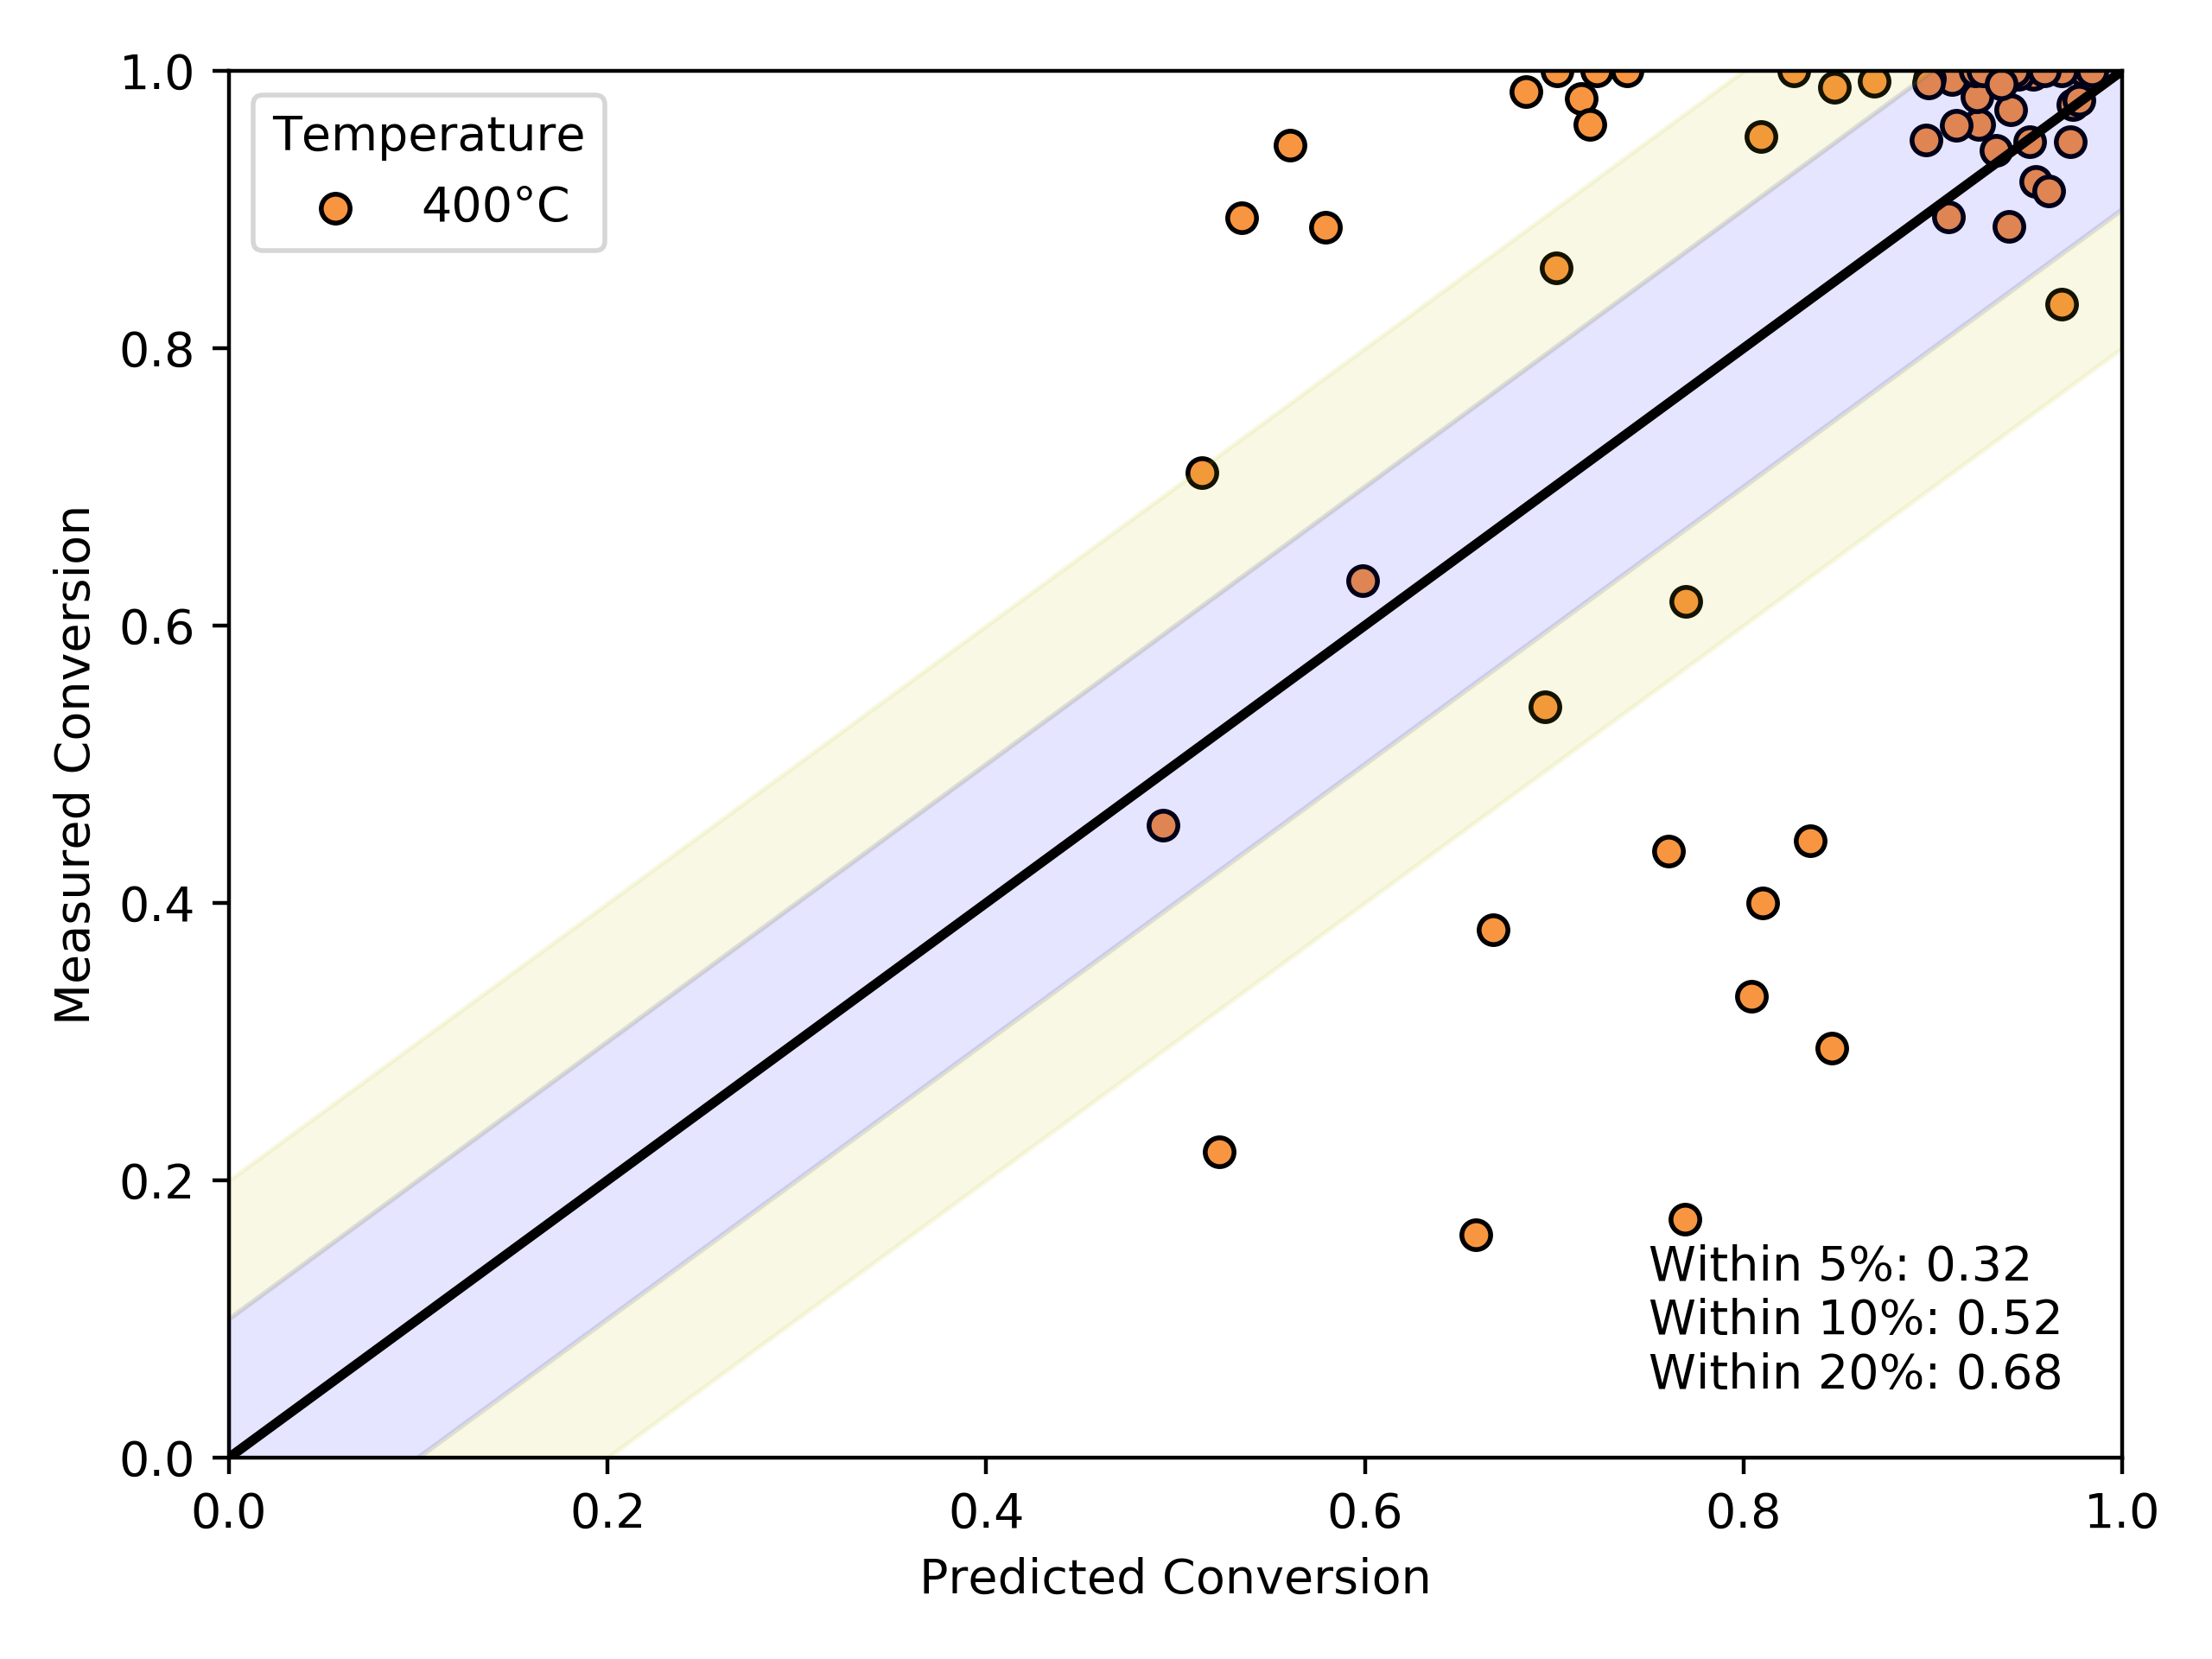 1.0
0.8
0.6
0.4
0.2
0.0
Measured Conversion
Temperature
400°C
Within 5%: 0.32
Within 10%: 0.52
Within 20%: 0.68
0.0 0.2 0.4 0.6 0.8 1.0
Predicted Conversion